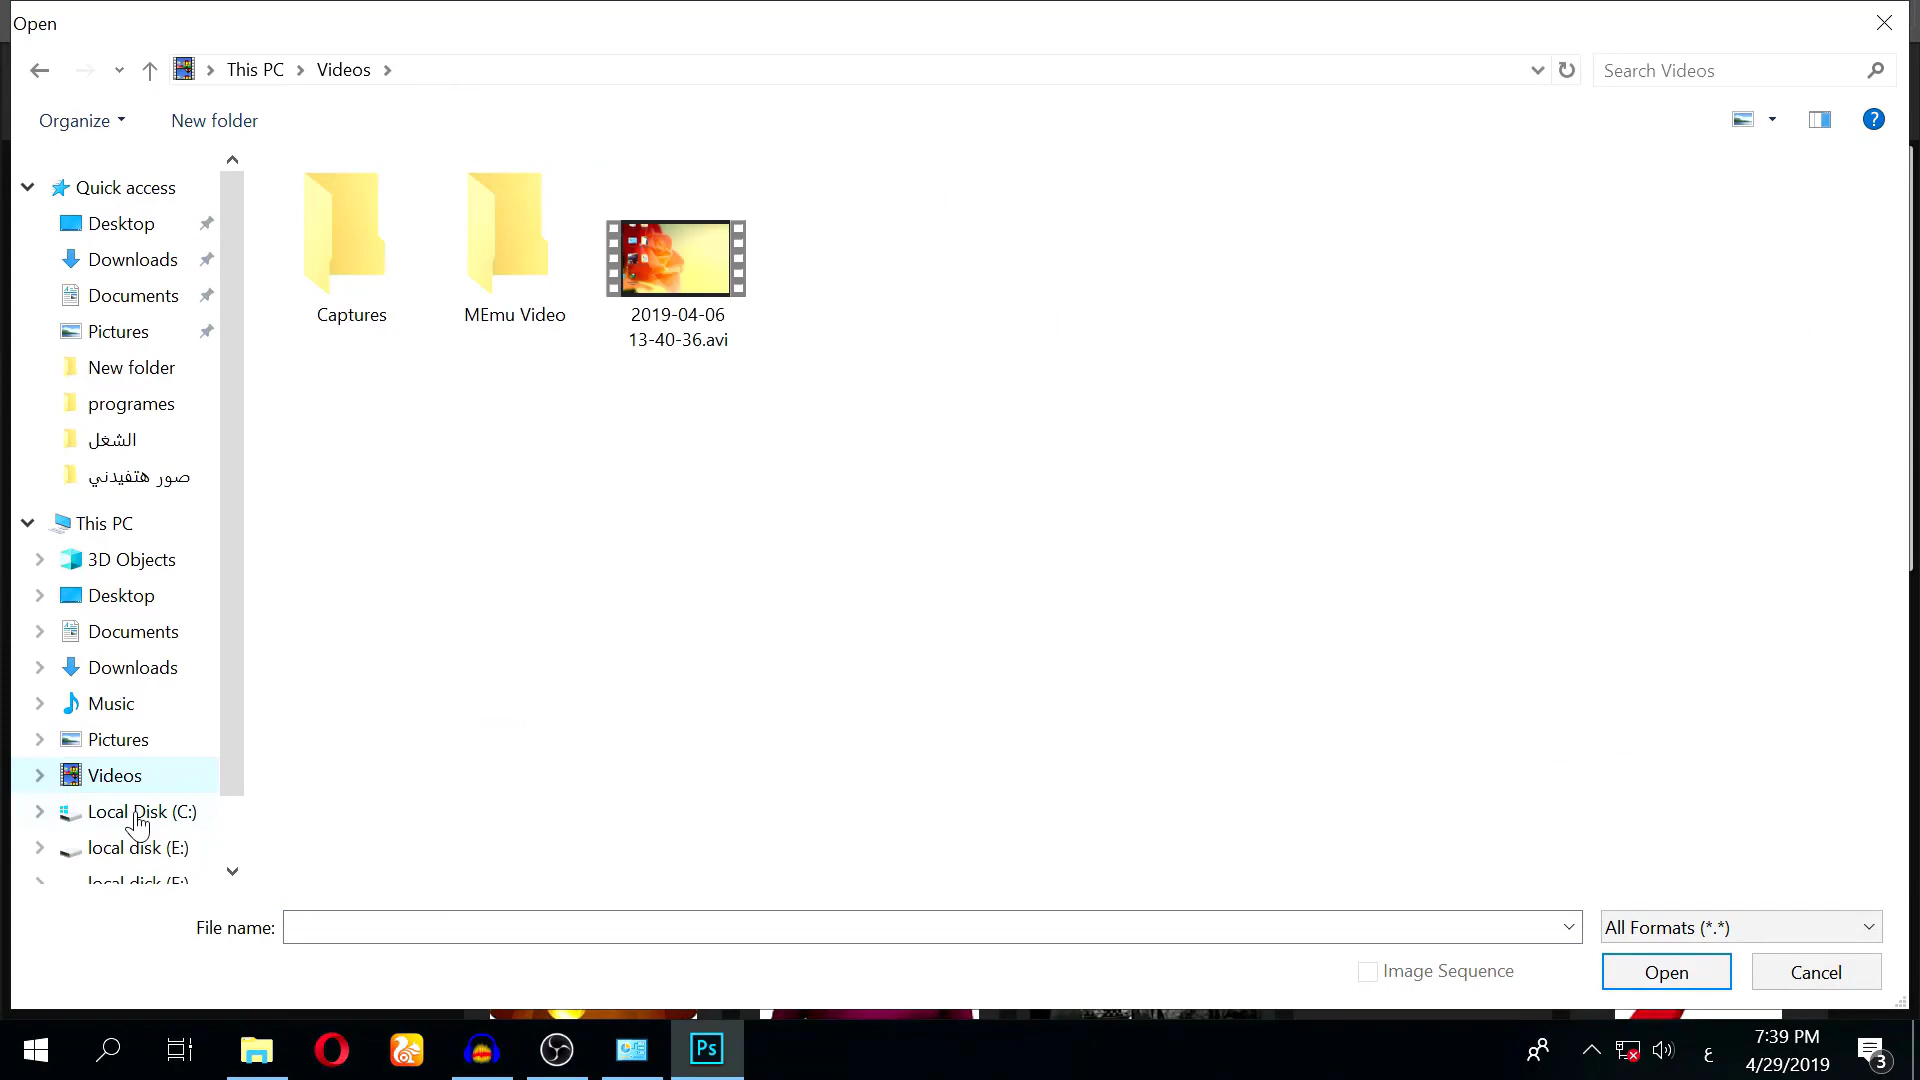 Open
This PC
Videos
Search Videos
Organize
New folder
?
Quick access
Desktop
Downloads
Documents
Pictures
New folder
programes
الشغل
صور هتفيدني
This PC
3D Objects
Desktop
Documents
Downloads
Music
Pictures
Videos
Local Disk (C:)
local disk (E:)
local disk (F:)
Captures
MEmu Video
2019-04-06
13-40-36.avi
File name:
All Formats (*.*)
Image Sequence
Open
Cancel
Ps
ع
7:39 PM
4/29/2019
3